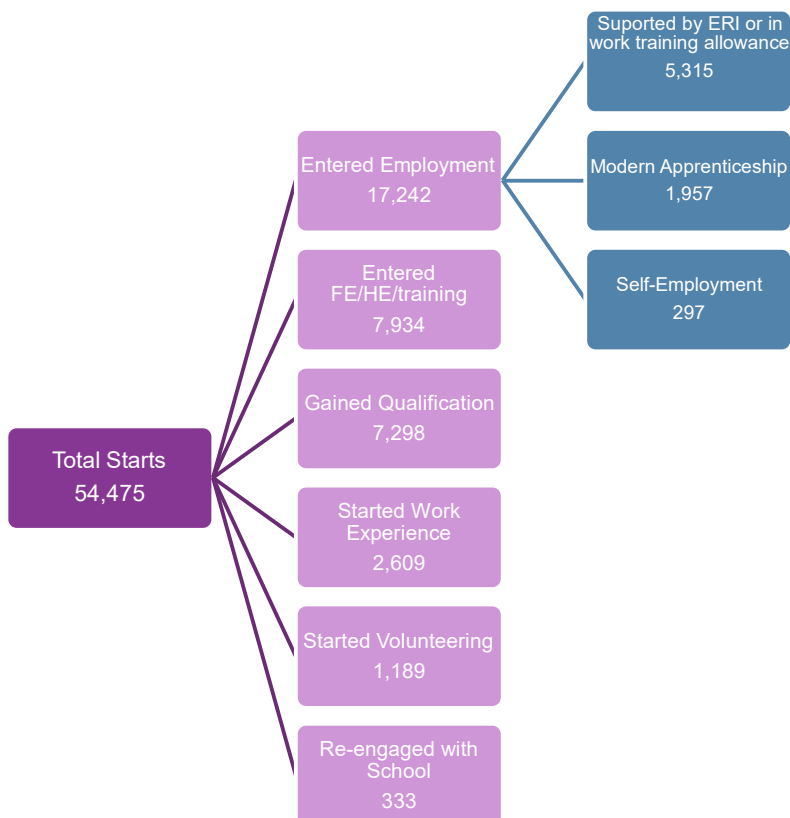 Suported by ERI or in
work training allowance
5,315
Entered Employment
17,242
Modern Apprenticeship
1,957
Entered
FE/HE/training
7,934
Self-Employment
297
Gained Qualification
7,298
Total Starts
54,475
Started Work
Experience
2,609
Started Volunteering
1,189
Re-engaged with
School
333